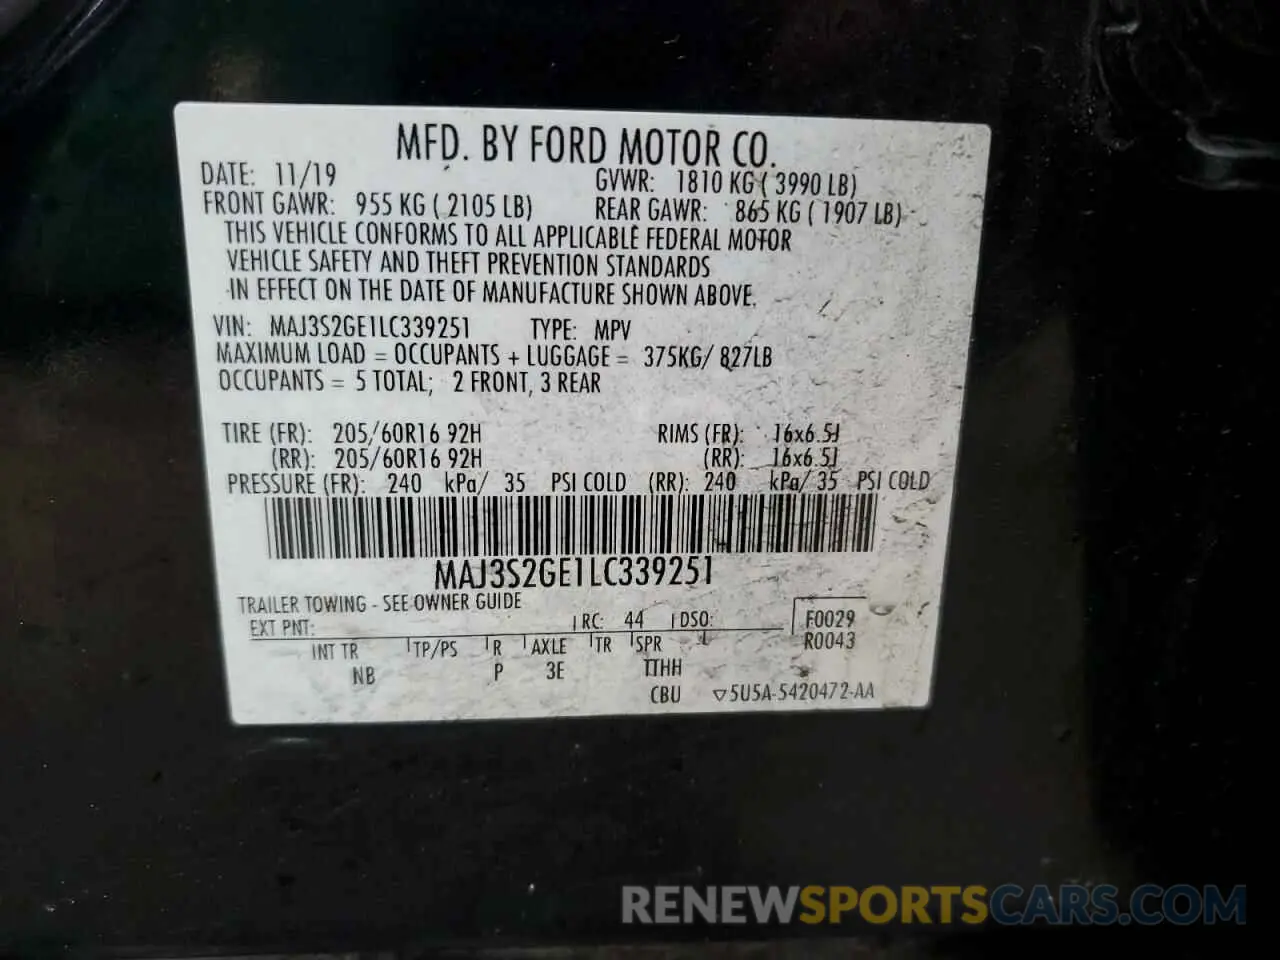 MFD. BY FORD MOTOR CO.
DATE: 11/19 GVWR: 1810 KG ( 3990 LB)
FRONT GAWR: 955 KG ( 2105 LB) REAR GAWR: 865 KG ( 1907 LB)
THIS VEHICLE CONFORMS TO ALL APPLICABLE FEDERAL MOTOR
VEHICLE SAFETY AND THEFT PREVENTION STANDARDS
IN EFFECT ON THE DATE OF MANUFACTURE SHOWN ABOVE.
VIN: MAJ3S2GE1LC339251 TYPE: MPV
MAXIMUM LOAD = OCCUPANTS + LUGGAGE = 375KG/ 827LB
OCCUPANTS = 5 TOTAL; 2 FRONT, 3 REAR
TIRE (FR): 205/60R16 92H RIMS (FR): 16x6.5J
(RR): 205/60R16 92H (RR): 16x6.5J
PRESSURE (FR): 240 kPa/ 35 PSI COLD (RR): 240 kPa/ 35 PSI COLD
MAJ3S2GE1LC339251
TRAILER TOWING - SEE OWNER GUIDE
EXT PNT: RC: 44 DSO: F0029
R0043
INT TR TP/PS R AXLE TR SPR
NB P 3E TTHH
CBU ▽5U5A-5420472-AA
RENEWSPORTSCARS.COM